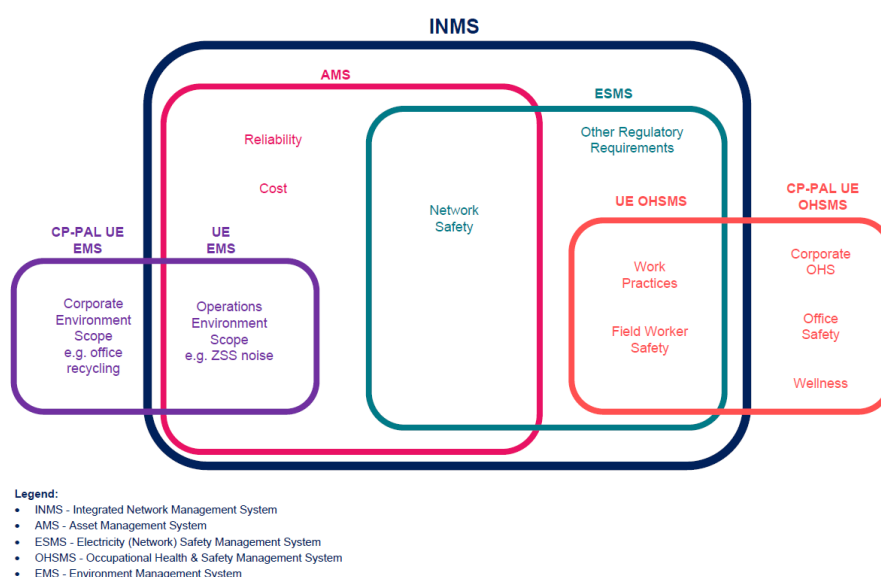 INMS
AMS
ESMS
Reliability
Other Regulatory
Requirements
Cost
CP-PAL UE
OHSMS
UE OHSMS
Network
Safety
CP-PAL UE
EMS
UE
EMS
Corporate
OHS
Work
Practices
Corporate
Environment
Scope
e.g. office
recycling
Operations
Environment
Scope
e.g. ZSS noise
Field Worker
Safety
Office
Safety
Wellness
Legend:
• INMS - Integrated Network Management System
• AMS - Asset Management System
• ESMS - Electricity (Network) Safety Management System
• OHSMS - Occupational Health & Safety Management System
• EMS - Environment Management System